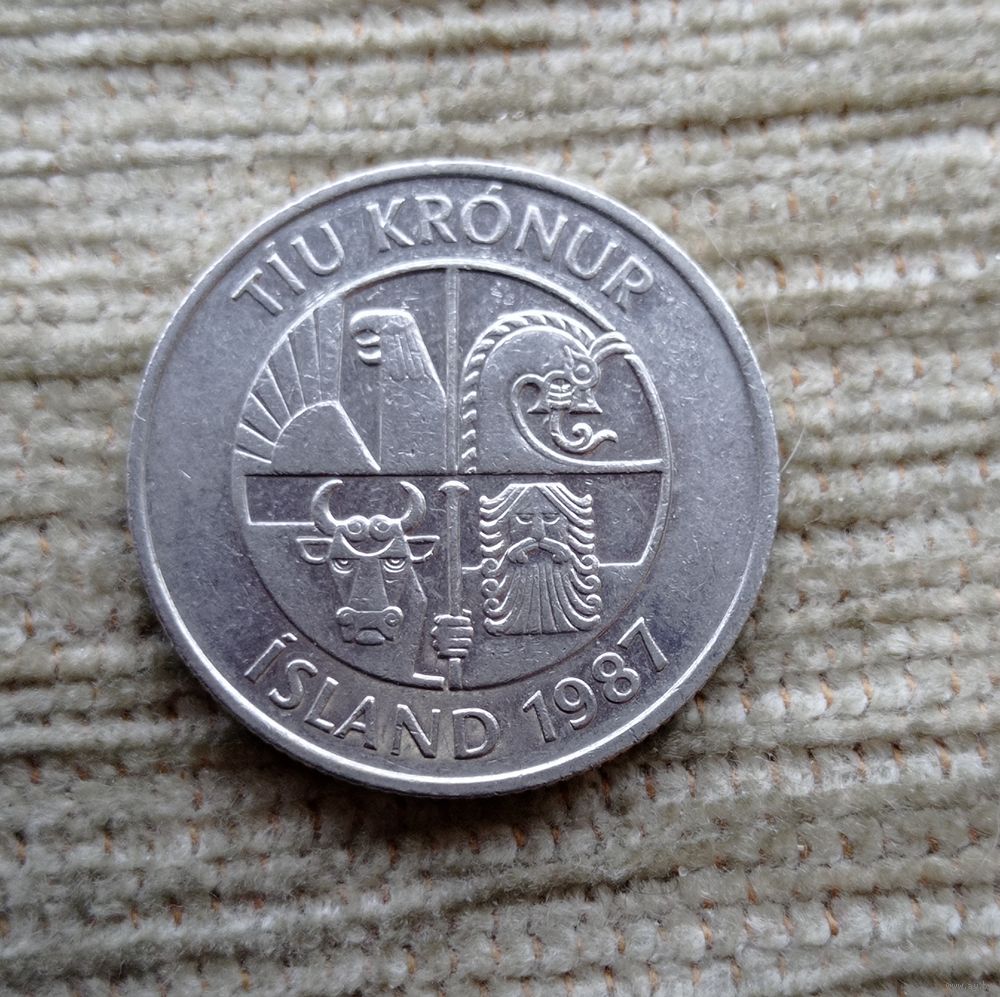 TÍU KRÓNUR
ÍSLAND 1987